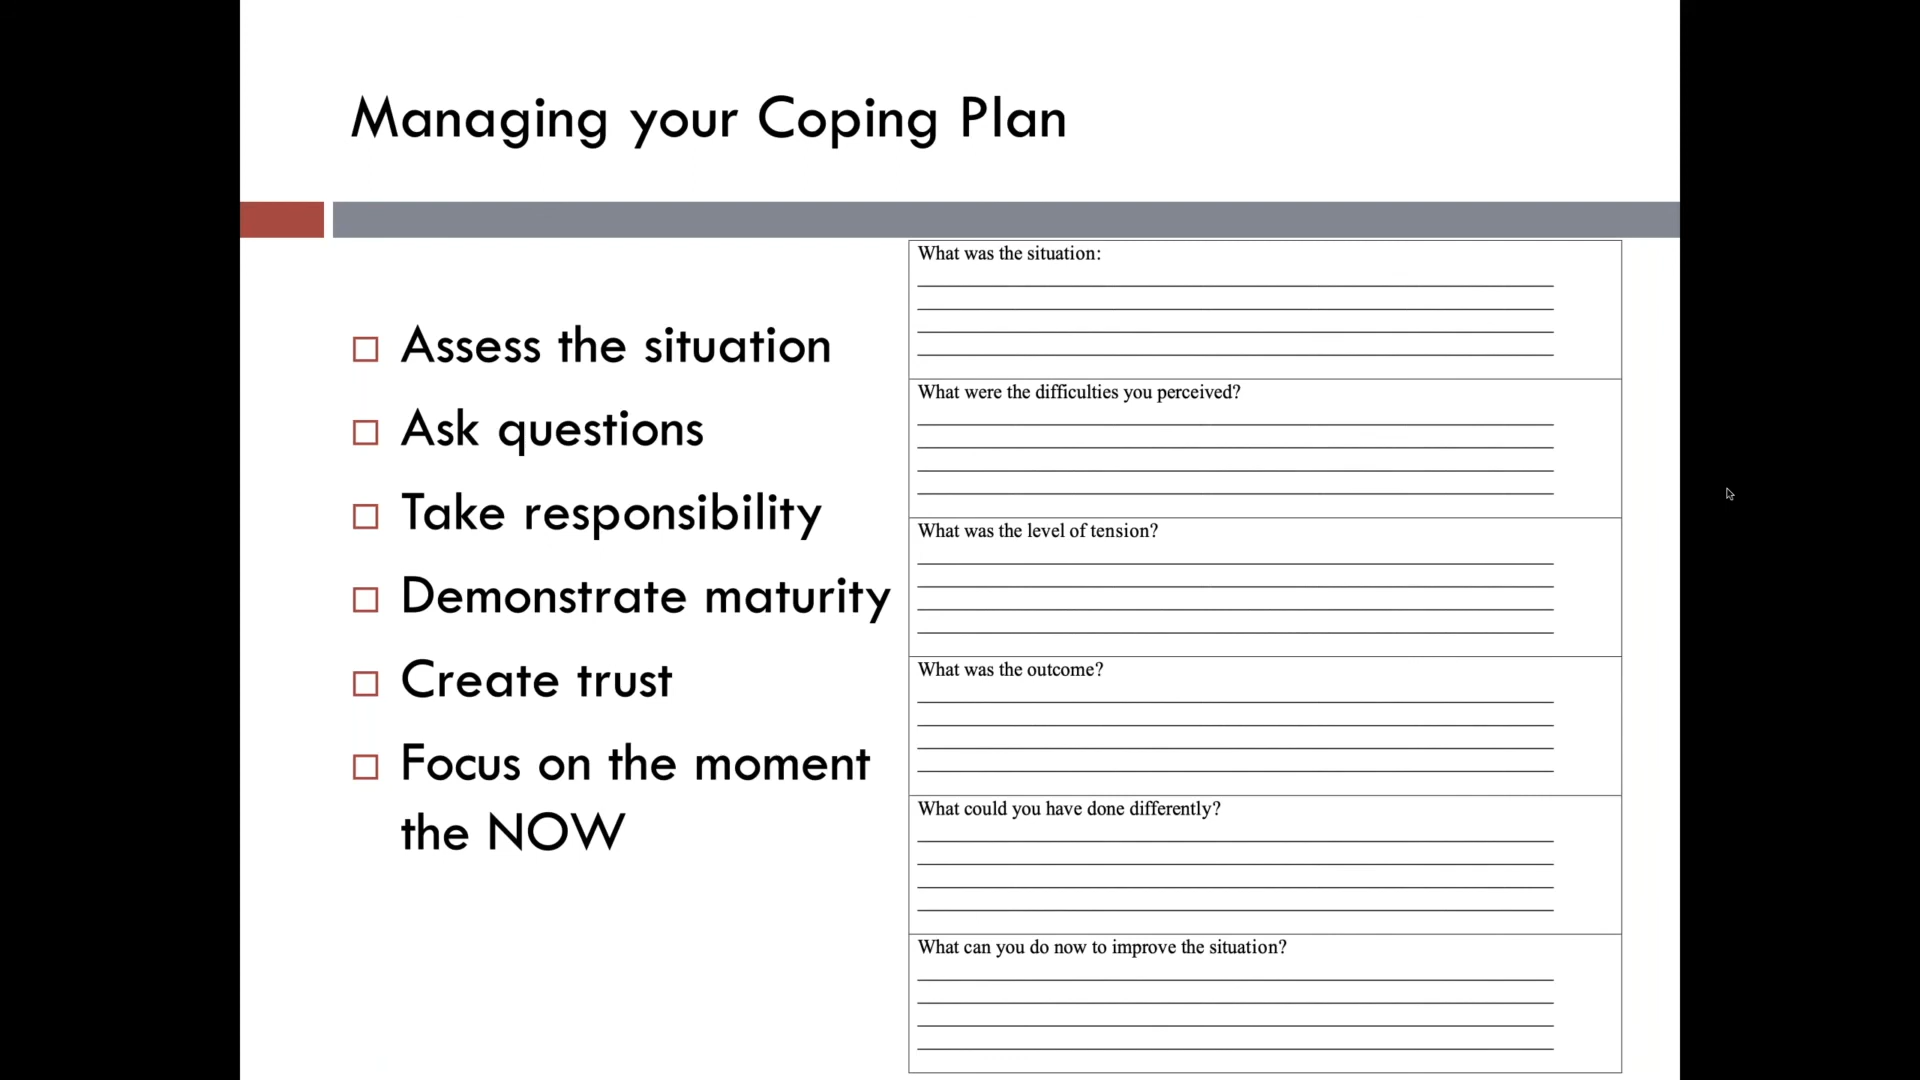 Managing your Coping Plan
Assess the situation
Ask questions
Take responsibility
Demonstrate maturity
Create trust
Focus on the moment
the NOW
What was the situation:
What were the difficulties you perceived?
What was the level of tension?
What was the outcome?
What could you have done differently?
What can you do now to improve the situation?